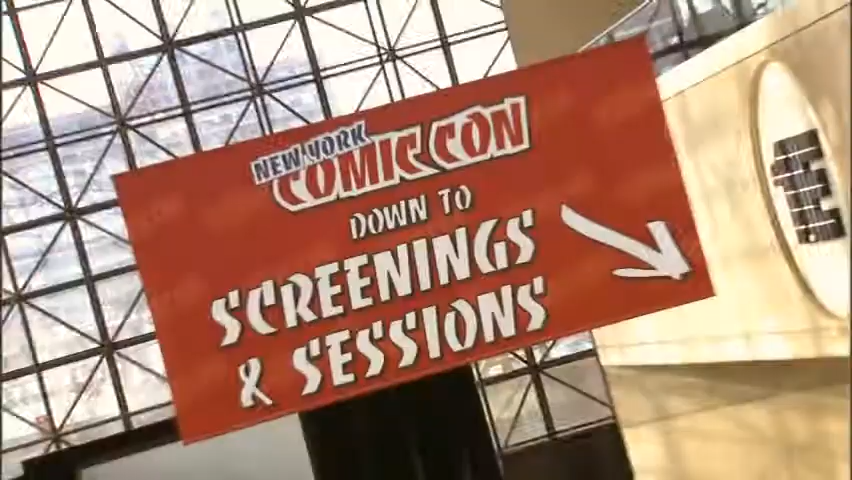 NEW YORK
COMIC CON
DOWN TO
SCREENINGS
& SESSIONS